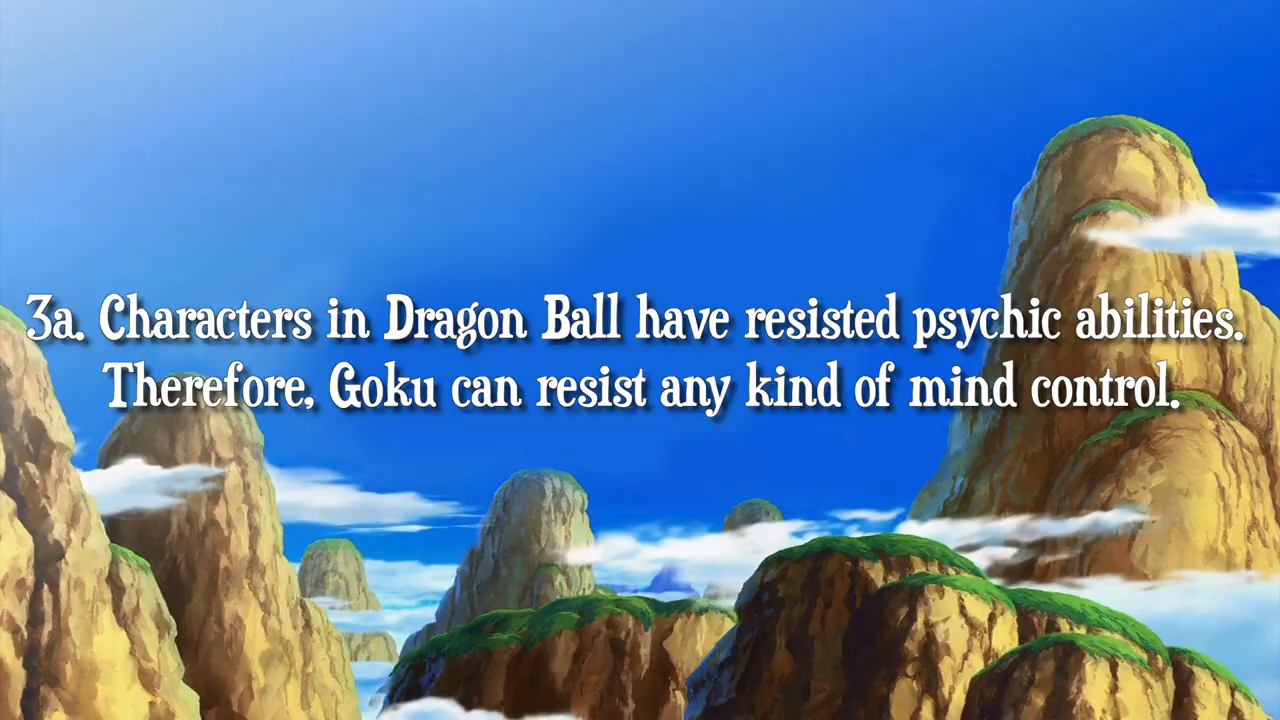 3a. Characters in Dragon Ball have resisted psychic abilities.
Therefore, Goku can resist any kind of mind control.